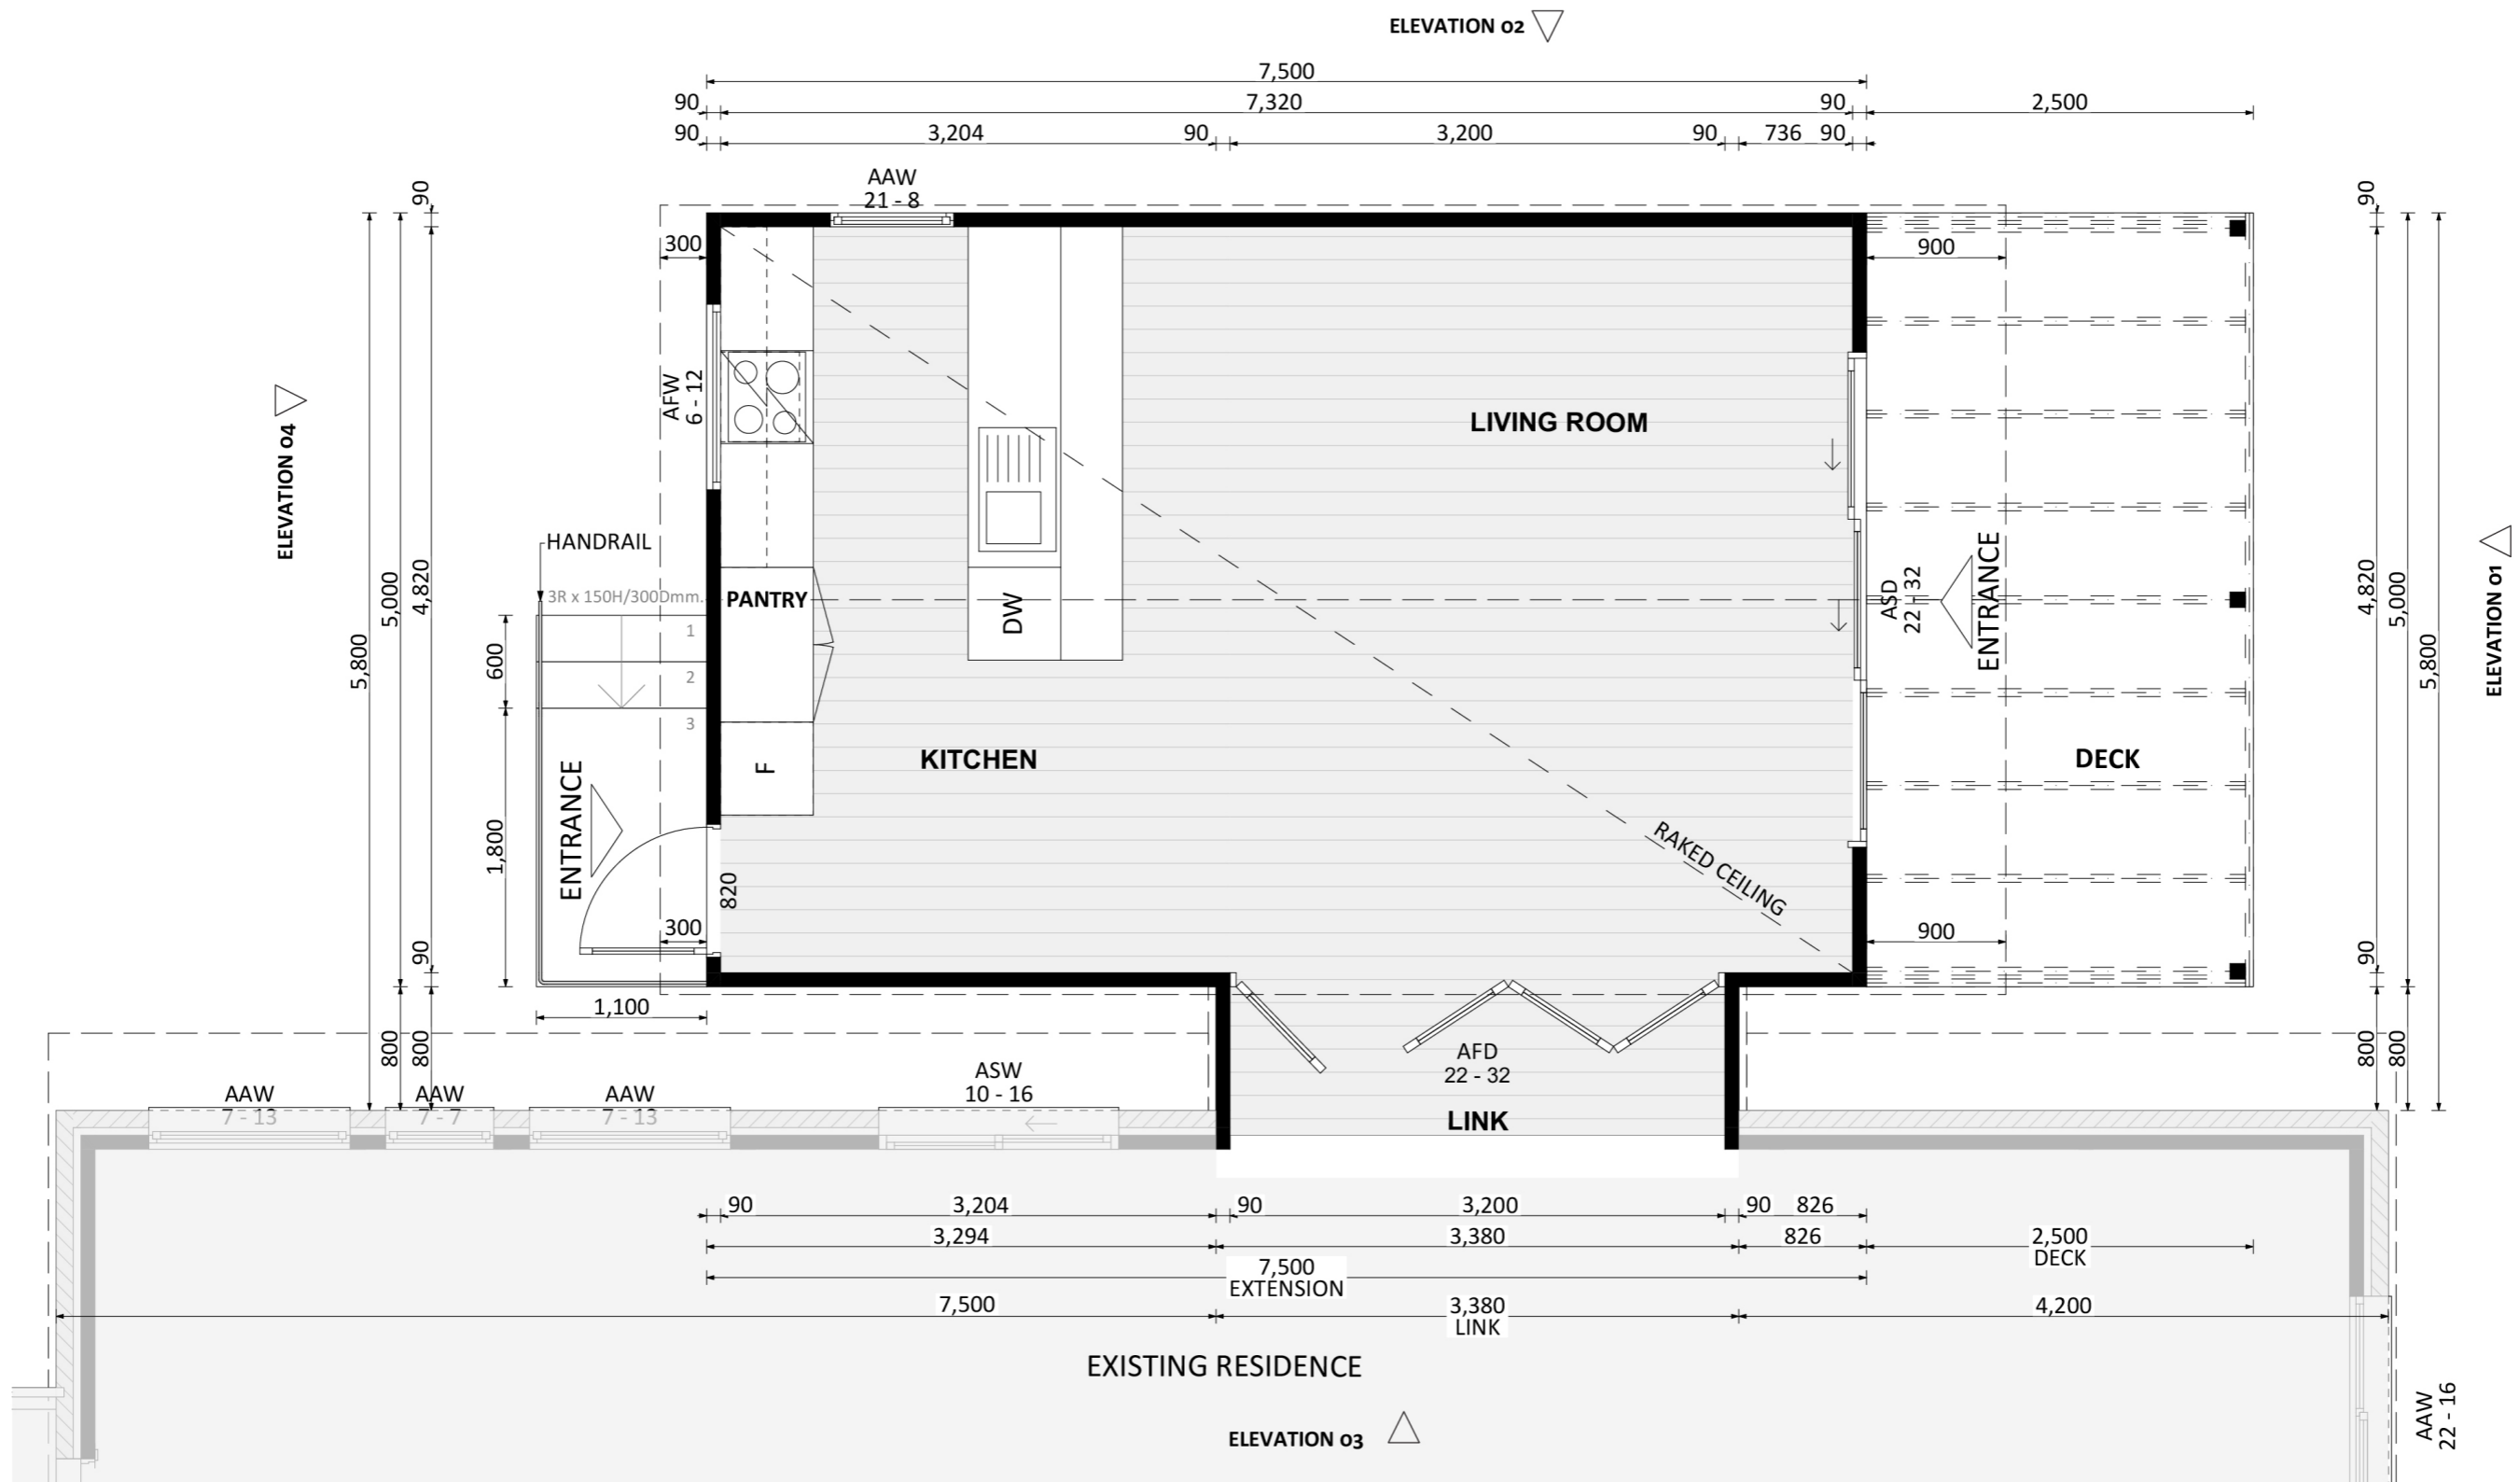 ELEVATION 02
7,500
90 7,320 90 2,500
90 3,204 90 3,200 90 736 90
AAW
21 - 8
90
90
300
900
AFW
6 - 12
LIVING ROOM
ELEVATION 04
HANDRAIL
3R x 150H/300Dmm.
PANTRY
DW
ASD
22 - 32
ENTRANCE
ELEVATION 01
5,800
5,000
4,820
4,820
5,000
5,800
1
2
3
600
1,800
ENTRANCE
F
KITCHEN
DECK
820
RAKED CEILING
300
900
90
90
1,100
800
800
800
800
AAW
7 - 13
AAW
7 - 7
AAW
7 - 13
ASW
10 - 16
AFD
22 - 32
LINK
90 3,204 90 3,200 90 826
3,294 3,380 826 2,500
DECK
7,500
EXTENSION
7,500 3,380 4,200
LINK
EXISTING RESIDENCE
AAW
22 - 16
ELEVATION 03